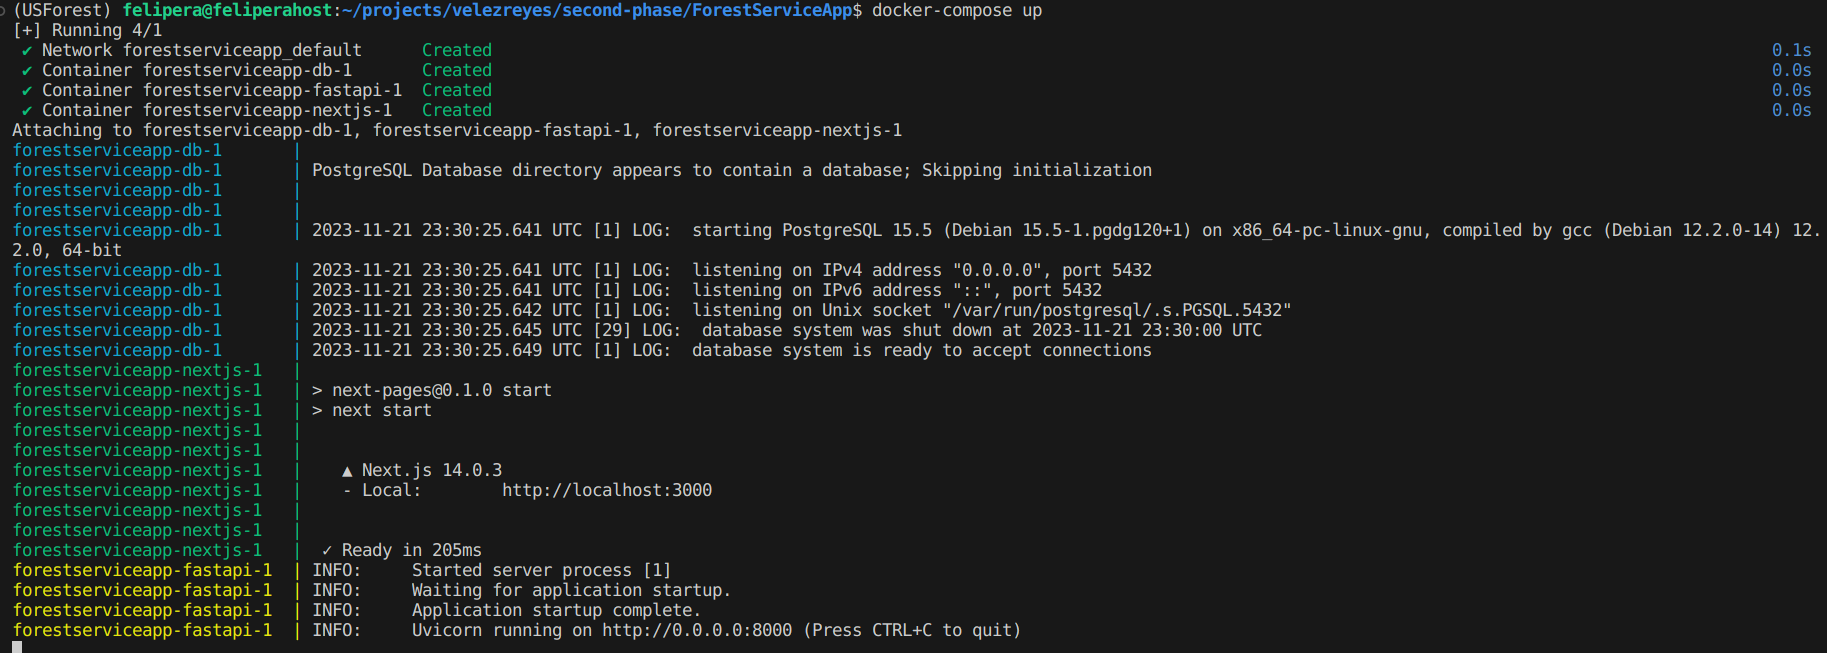 (USForest) felipera@feliperahost:~/projects/velezreyes/second-phase/ForestServiceApp$ docker-compose up
[+] Running 4/1
✔ Network forestserviceapp_default Created 0.1s
✔ Container forestserviceapp-db-1 Created 0.0s
✔ Container forestserviceapp-fastapi-1 Created 0.0s
✔ Container forestserviceapp-nextjs-1 Created 0.0s
Attaching to forestserviceapp-db-1, forestserviceapp-fastapi-1, forestserviceapp-nextjs-1
forestserviceapp-db-1 |
forestserviceapp-db-1 | PostgreSQL Database directory appears to contain a database; Skipping initialization
forestserviceapp-db-1 |
forestserviceapp-db-1 |
forestserviceapp-db-1 | 2023-11-21 23:30:25.641 UTC [1] LOG:  starting PostgreSQL 15.5 (Debian 15.5-1.pgdg120+1) on x86_64-pc-linux-gnu, compiled by gcc (Debian 12.2.0-14) 12.
2.0, 64-bit
forestserviceapp-db-1 | 2023-11-21 23:30:25.641 UTC [1] LOG:  listening on IPv4 address "0.0.0.0", port 5432
forestserviceapp-db-1 | 2023-11-21 23:30:25.641 UTC [1] LOG:  listening on IPv6 address "::", port 5432
forestserviceapp-db-1 | 2023-11-21 23:30:25.642 UTC [1] LOG:  listening on Unix socket "/var/run/postgresql/.s.PGSQL.5432"
forestserviceapp-db-1 | 2023-11-21 23:30:25.645 UTC [29] LOG:  database system was shut down at 2023-11-21 23:30:00 UTC
forestserviceapp-db-1 | 2023-11-21 23:30:25.649 UTC [1] LOG:  database system is ready to accept connections
forestserviceapp-nextjs-1 |
forestserviceapp-nextjs-1 | > next-pages@0.1.0 start
forestserviceapp-nextjs-1 | > next start
forestserviceapp-nextjs-1 |
forestserviceapp-nextjs-1 |
forestserviceapp-nextjs-1 | ▲ Next.js 14.0.3
forestserviceapp-nextjs-1 | - Local: http://localhost:3000
forestserviceapp-nextjs-1 |
forestserviceapp-nextjs-1 |
forestserviceapp-nextjs-1 | ✓ Ready in 205ms
forestserviceapp-fastapi-1 | INFO: Started server process [1]
forestserviceapp-fastapi-1 | INFO: Waiting for application startup.
forestserviceapp-fastapi-1 | INFO: Application startup complete.
forestserviceapp-fastapi-1 | INFO: Uvicorn running on http://0.0.0.0:8000 (Press CTRL+C to quit)